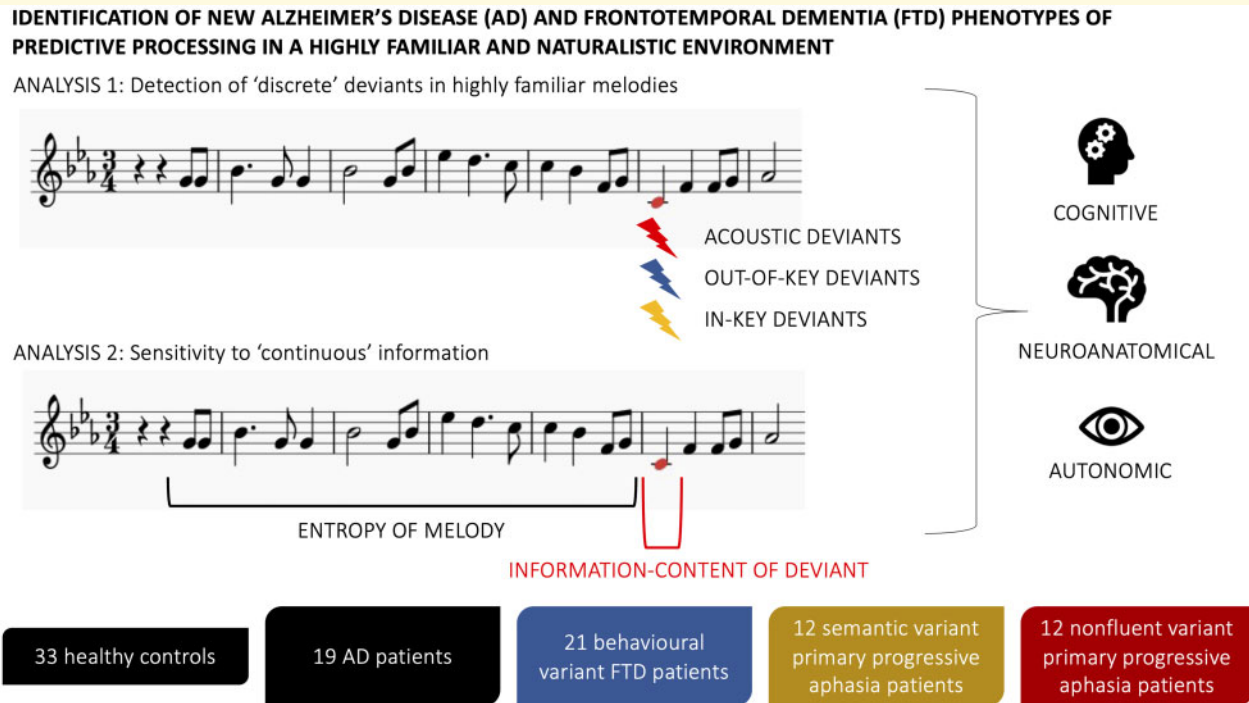 IDENTIFICATION OF NEW ALZHEIMER'S DISEASE (AD) AND FRONTOTEMPORAL DEMENTIA (FTD) PHENOTYPES OF
PREDICTIVE PROCESSING IN A HIGHLY FAMILIAR AND NATURALISTIC ENVIRONMENT
ANALYSIS 1: Detection of 'discrete' deviants in highly familiar melodies
3
4
ACOUSTIC DEVIANTS
OUT-OF-KEY DEVIANTS
IN-KEY DEVIANTS
COGNITIVE
NEUROANATOMICAL
AUTONOMIC
ANALYSIS 2: Sensitivity to 'continuous' information
3
4
ENTROPY OF MELODY
INFORMATION-CONTENT OF DEVIANT
33 healthy controls
19 AD patients
21 behavioural
variant FTD patients
12 semantic variant
primary progressive
aphasia patients
12 nonfluent variant
primary progressive
aphasia patients